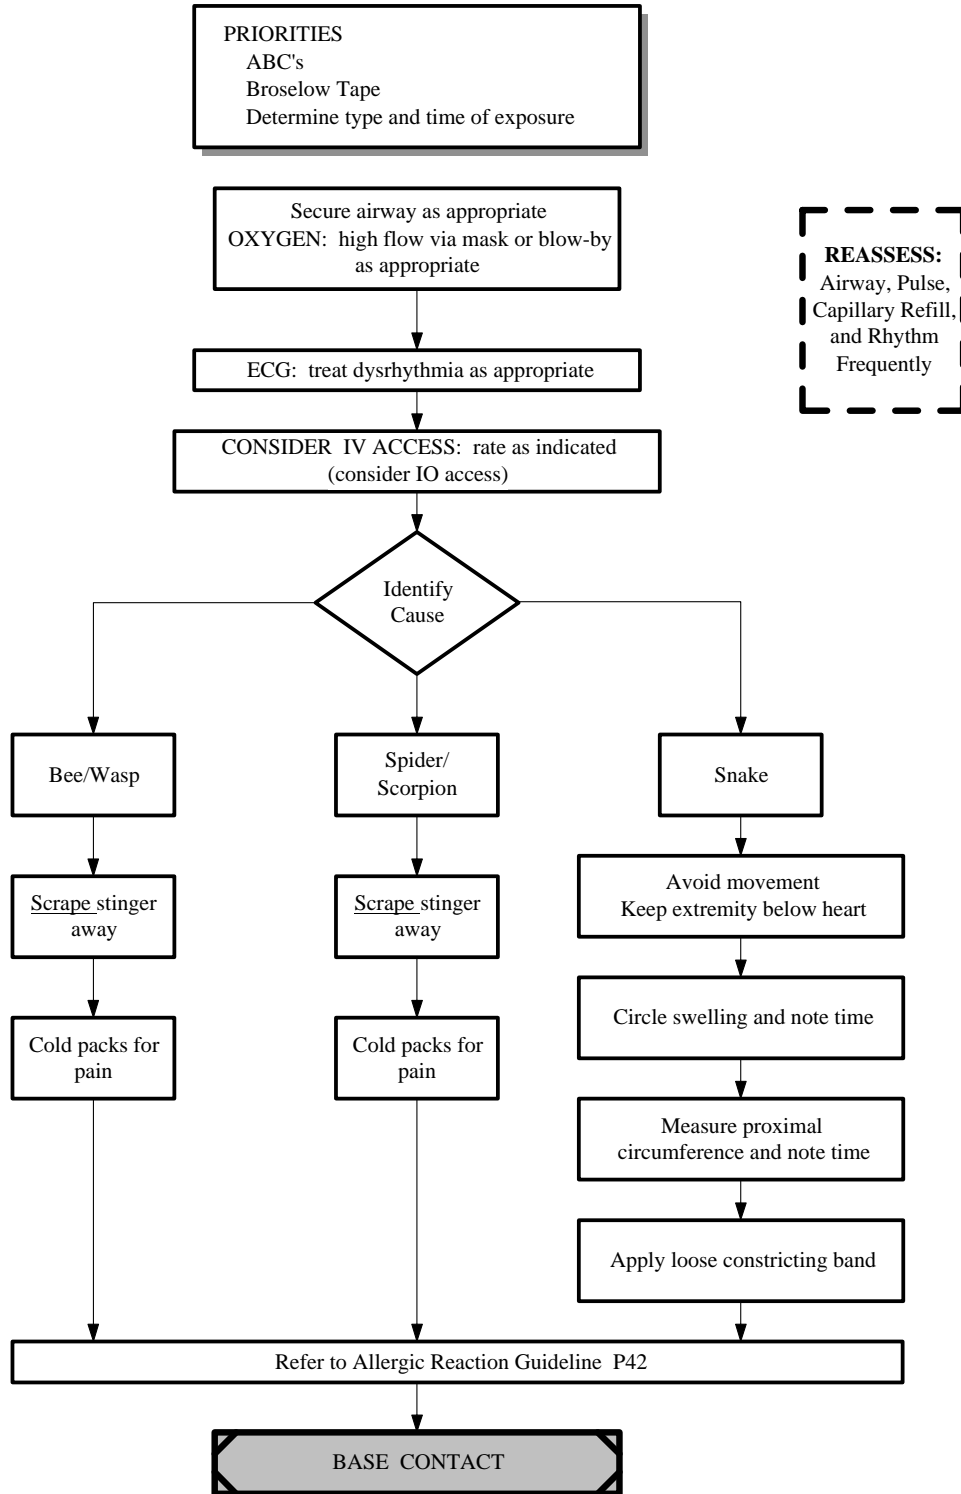 PRIORITIES
ABC's
Broselow Tape
Determine type and time of exposure
Secure airway as appropriate
OXYGEN:  high flow via mask or blow-by
as appropriate
REASSESS:
Airway, Pulse,
Capillary Refill,
and Rhythm
Frequently
ECG:  treat dysrhythmia as appropriate
CONSIDER  IV ACCESS:  rate as indicated
(consider IO access)
Identify
Cause
Bee/Wasp
Spider/
Scorpion
Snake
Scrape stinger
away
Scrape stinger
away
Avoid movement
Keep extremity below heart
Cold packs for
pain
Cold packs for
pain
Circle swelling and note time
Measure proximal
circumference and note time
Apply loose constricting band
Refer to Allergic Reaction Guideline  P42
BASE  CONTACT